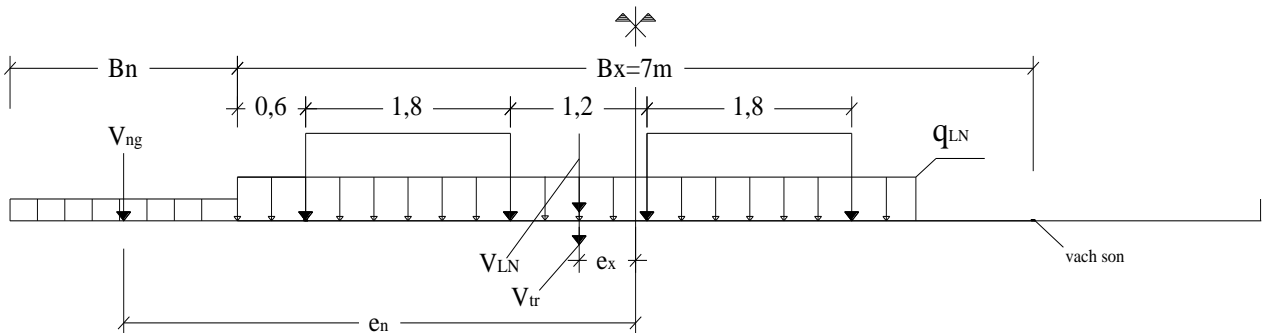 Bn
Bx=7m
0,6
1,8
1,2
1,8
Vng
qLN
VLN
ex
vach son
Vtr
en